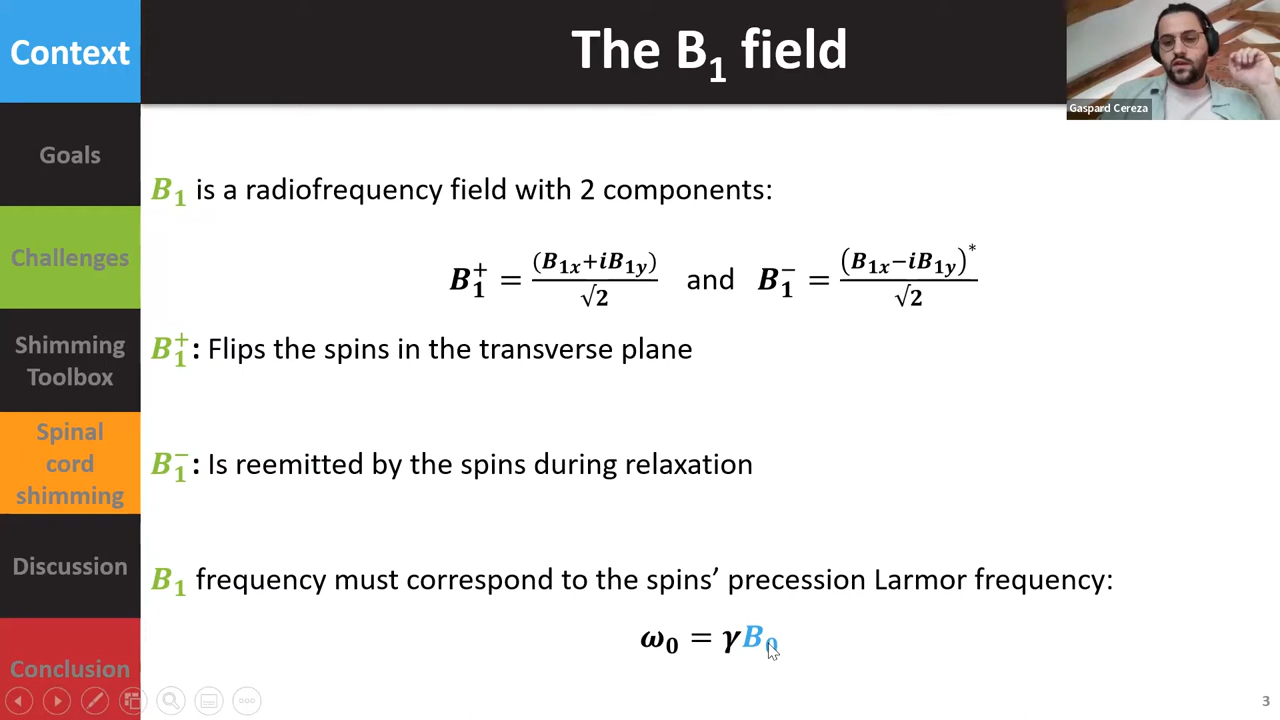 Context
The B₁ field
Gaspard Cereza
Goals
Challenges
Shimming
Toolbox
Spinal
cord
shimming
Discussion
Conclusion
B₁ is a radiofrequency field with 2 components:
B₁⁺ = (B₁ₓ+iB₁ᵧ)/√2 and B₁⁻ = (B₁ₓ−iB₁ᵧ)*/√2
B₁⁺: Flips the spins in the transverse plane
B₁⁻: Is reemitted by the spins during relaxation
B₁ frequency must correspond to the spins’ precession Larmor frequency:
ω₀ = γB₀
3